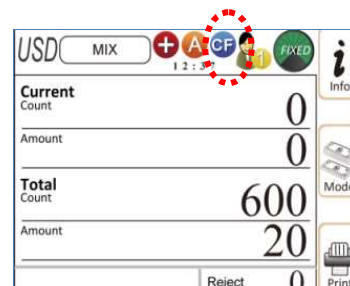 USD MIX A CF 1 FIXED
12:37
i
Info
Current
Count 0
Amount 0
Mode
Total
Count 600
Amount 20
Reject 0
Print